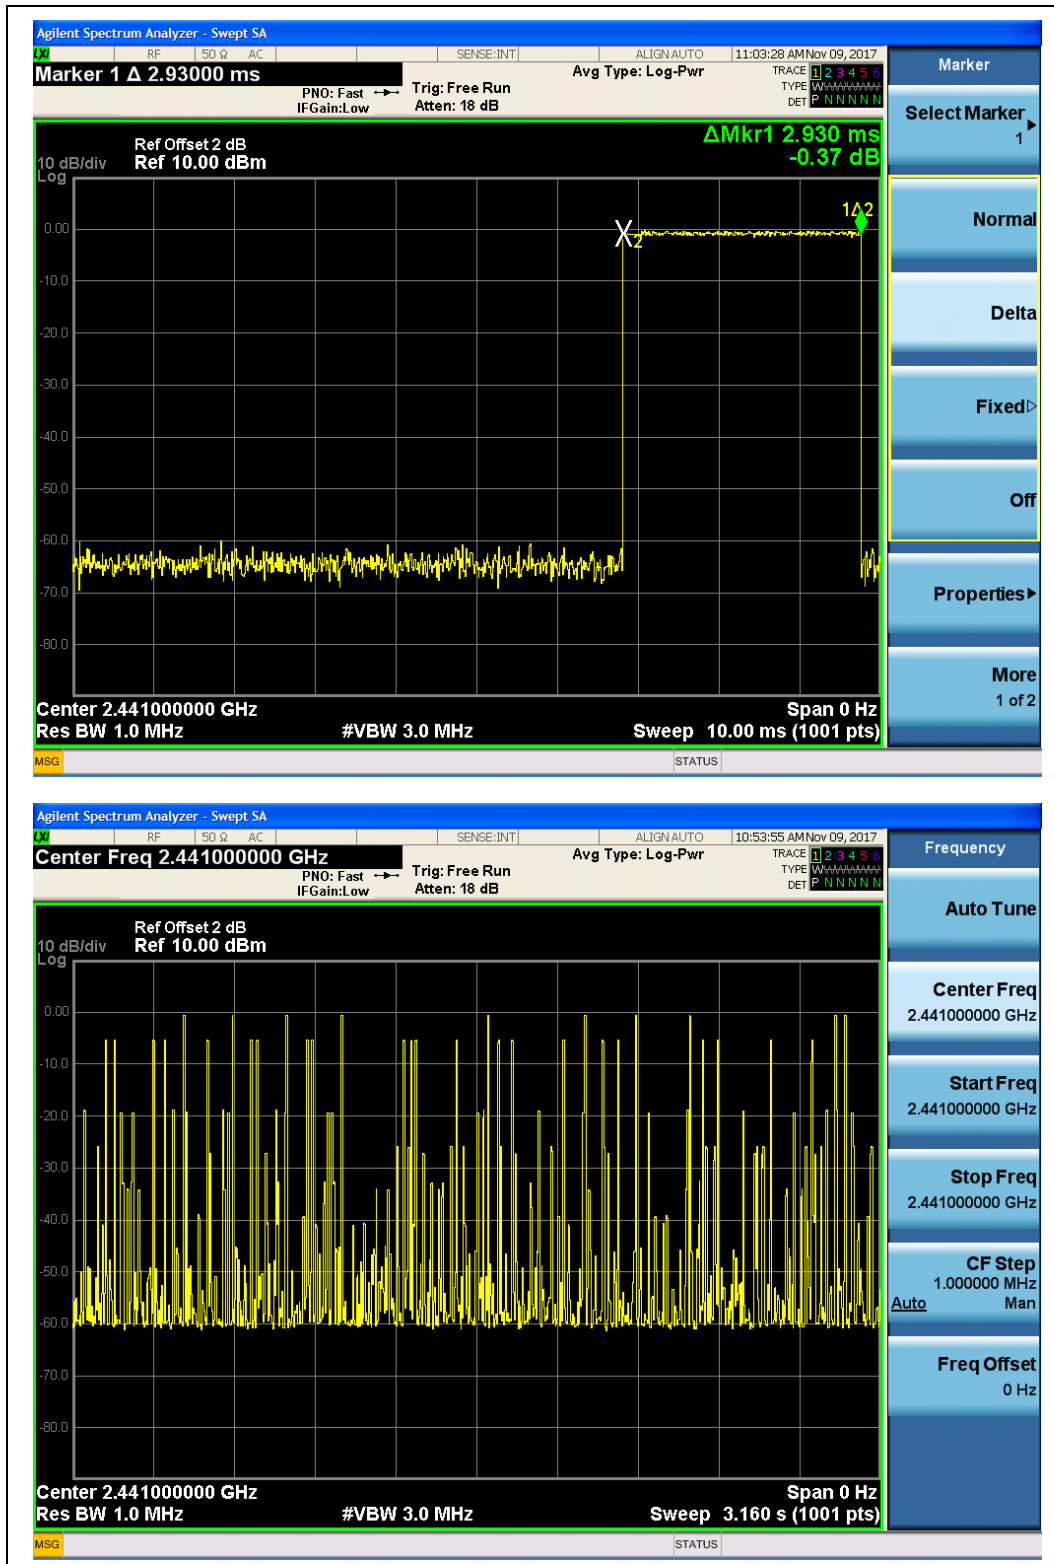 Agilent Spectrum Analyzer - Swept SA
LXI RF 50 Ω AC SENSE:INT ALIGN AUTO 11:03:28 AM Nov 09, 2017
Marker 1 Δ 2.93000 ms
PNO: Fast
IFGain:Low
Trig: Free Run
Atten: 18 dB
Avg Type: Log-Pwr
TRACE 1 2 3 4 5 6
TYPE
DET P N N N N N
ΔMkr1 2.930 ms
-0.37 dB
Ref Offset 2 dB
10 dB/div Ref 10.00 dBm
Log
0.00
-10.0
-20.0
-30.0
-40.0
-50.0
-60.0
-70.0
-80.0
X2
1Δ2
Center 2.441000000 GHz Span 0 Hz
Res BW 1.0 MHz #VBW 3.0 MHz Sweep 10.00 ms (1001 pts)
MSG STATUS
Marker
Select Marker
1
Normal
Delta
Fixed
Off
Properties
More
1 of 2
Agilent Spectrum Analyzer - Swept SA
LXI RF 50 Ω AC SENSE:INT ALIGN AUTO 10:53:55 AM Nov 09, 2017
Center Freq 2.441000000 GHz
PNO: Fast
IFGain:Low
Trig: Free Run
Atten: 18 dB
Avg Type: Log-Pwr
TRACE 1 2 3 4 5 6
TYPE
DET P N N N N N
Ref Offset 2 dB
10 dB/div Ref 10.00 dBm
Log
0.00
-10.0
-20.0
-30.0
-40.0
-50.0
-60.0
-70.0
-80.0
Center 2.441000000 GHz Span 0 Hz
Res BW 1.0 MHz #VBW 3.0 MHz Sweep 3.160 s (1001 pts)
MSG STATUS
Frequency
Auto Tune
Center Freq
2.441000000 GHz
Start Freq
2.441000000 GHz
Stop Freq
2.441000000 GHz
CF Step
1.000000 MHz
Auto Man
Freq Offset
0 Hz